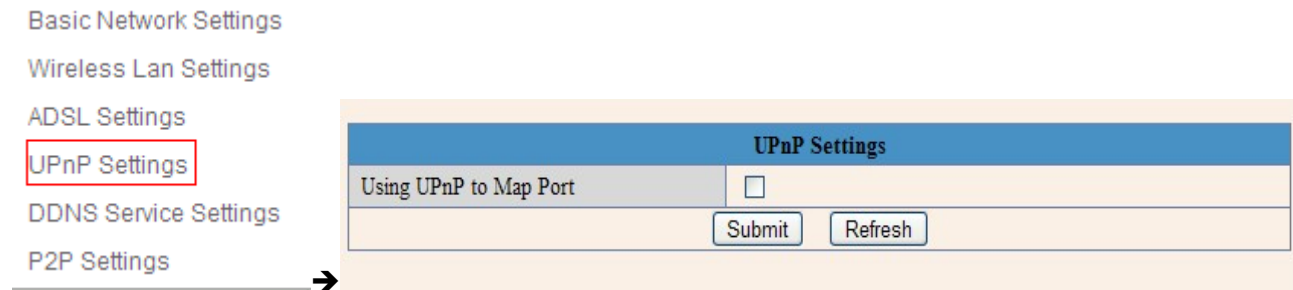 Basic Network Settings
Wireless Lan Settings
ADSL Settings
UPnP Settings
DDNS Service Settings
P2P Settings
➔
UPnP Settings
Using UPnP to Map Port
Submit Refresh